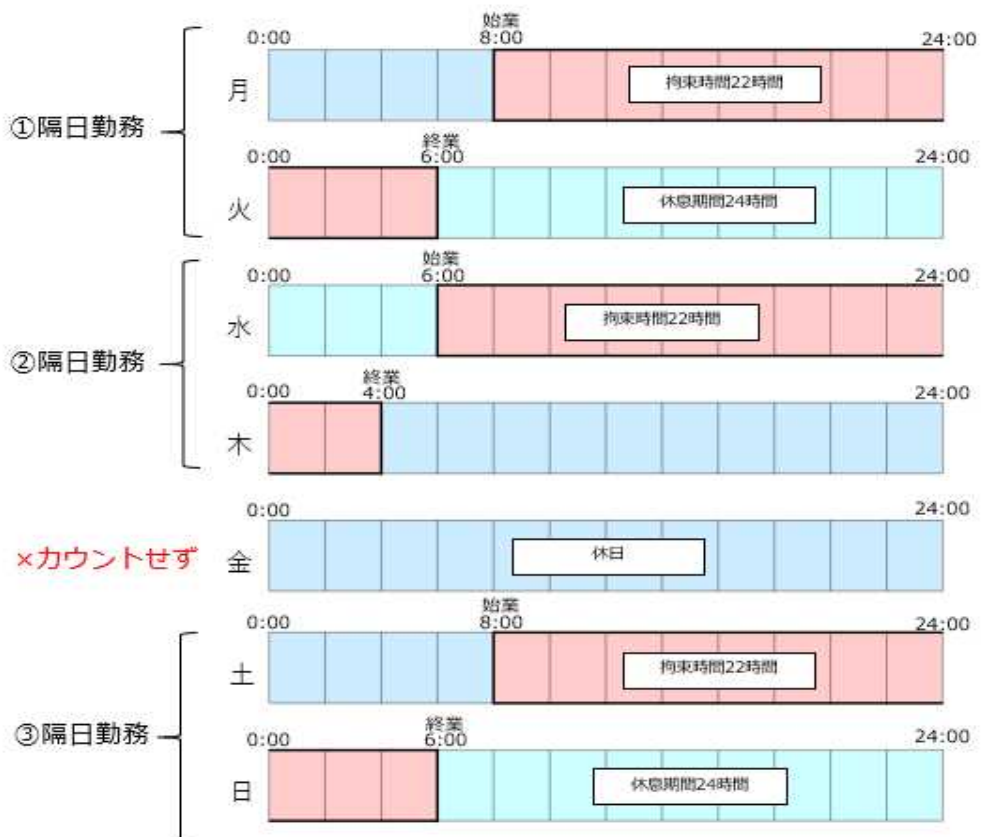 始業
0:00 8:00 24:00
月 拘束時間22時間
①隔日勤務
終業
0:00 6:00 24:00
火 休息期間24時間
始業
0:00 6:00 24:00
水 拘束時間22時間
②隔日勤務
終業
0:00 4:00 24:00
木
0:00 24:00
×カウントせず 金 休日
始業
0:00 8:00 24:00
土 拘束時間22時間
③隔日勤務
終業
0:00 6:00 24:00
日 休息期間24時間